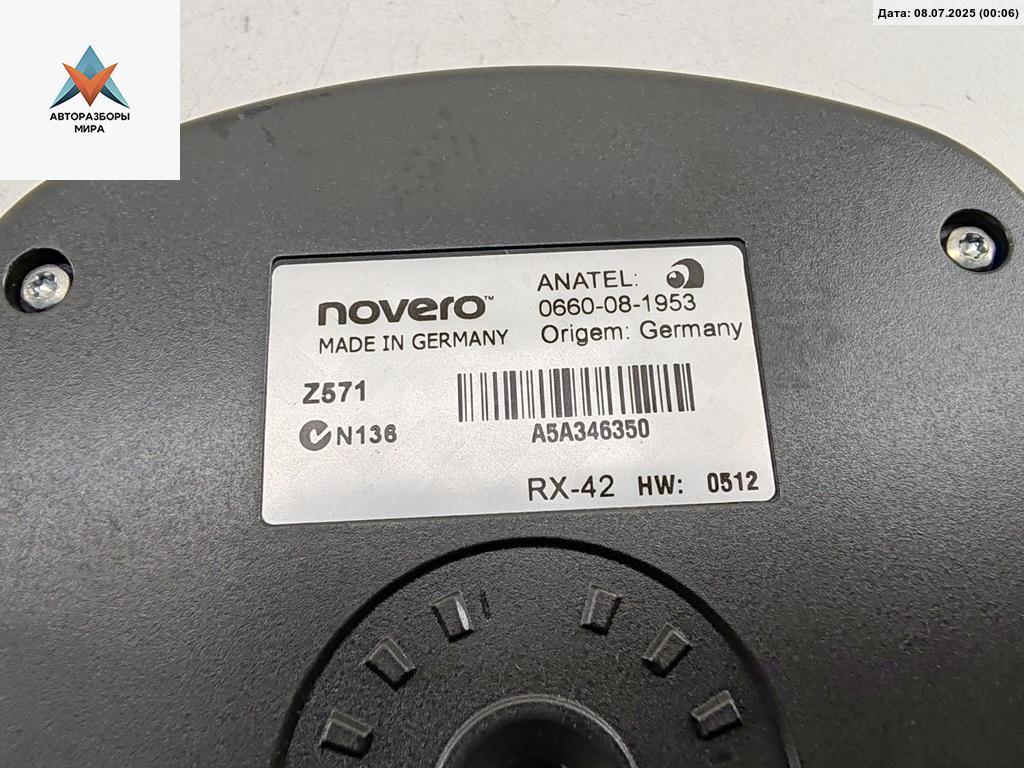 Дата: 08.07.2025 (00:06)
АВТОРАЗБОРЫ
МИРА
novero™
MADE IN GERMANY
ANATEL:
0660-08-1953
Origem: Germany
Z571
N136
A5A346350
RX-42 HW: 0512